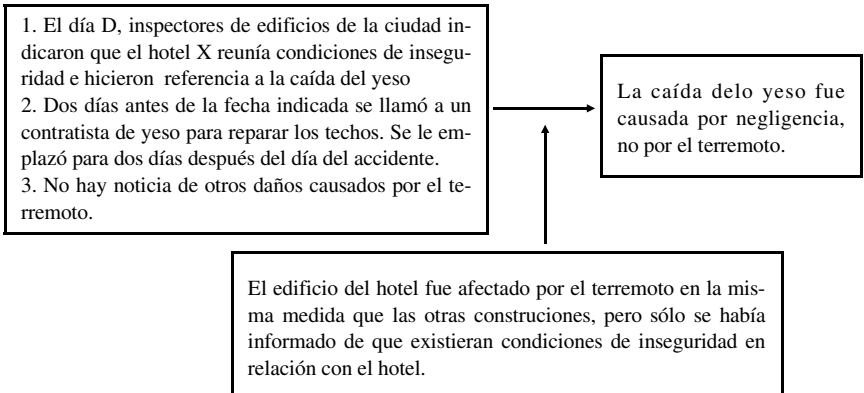 1. El día D, inspectores de edificios de la ciudad in-
dicaron que el hotel X reunía condiciones de insegu-
ridad e hicieron referencia a la caída del yeso
2. Dos días antes de la fecha indicada se llamó a un
contratista de yeso para reparar los techos. Se le em-
plazó para dos días después del día del accidente.
3. No hay noticia de otros daños causados por el te-
rremoto.
La caída delo yeso fue
causada por negligencia,
no por el terremoto.
El edificio del hotel fue afectado por el terremoto en la mis-
ma medida que las otras construciones, pero sólo se había
informado de que existieran condiciones de inseguridad en
relación con el hotel.